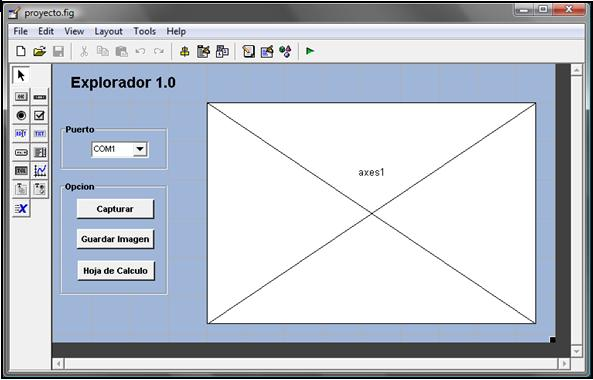 proyecto.fig
File Edit View Layout Tools Help
Explorador 1.0
Puerto
COM1
axes1
Opcion
Capturar
Guardar Imagen
Hoja de Calculo